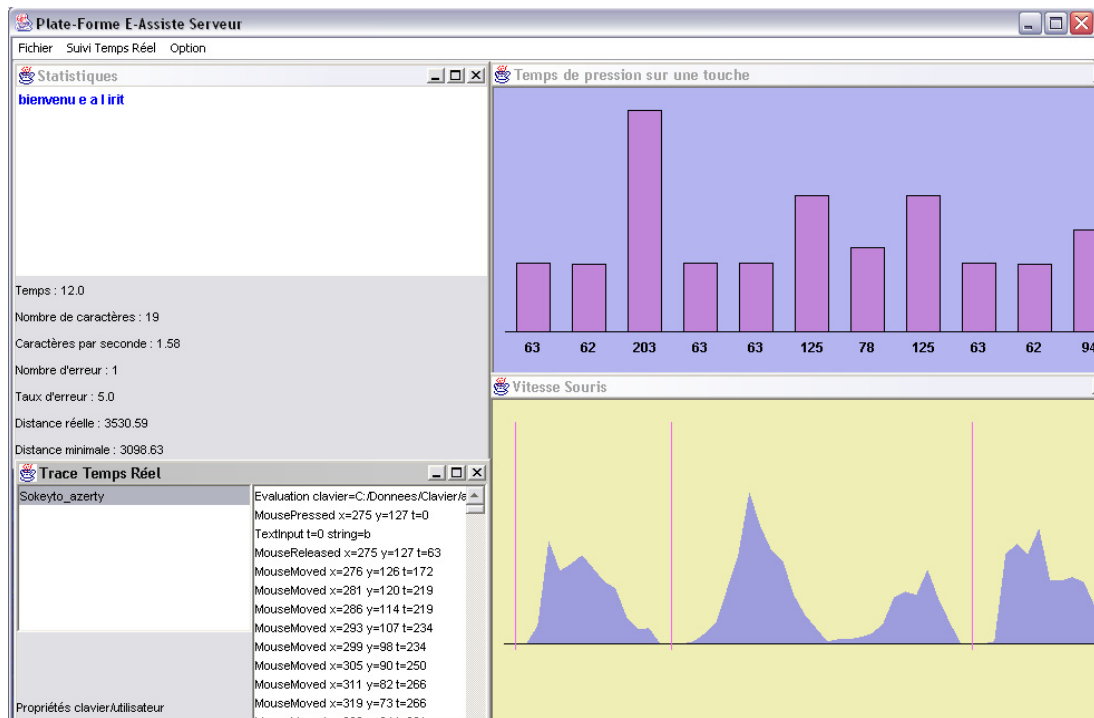 Plate-Forme E-Assiste Serveur
Fichier Suivi Temps Réel Option
Statistiques
bienvenu e a l irit
Temps : 12.0
Nombre de caractères : 19
Caractères par seconde : 1.58
Nombre d'erreur : 1
Taux d'erreur : 5.0
Distance réelle : 3530.59
Distance minimale : 3098.63
Trace Temps Réel
Sokeyto_azerty
Propriétés clavier/utilisateur
Evaluation clavier=C:/Donnees/Clavier/a
MousePressed x=275 y=127 t=0
TextInput t=0 string=b
MouseReleased x=275 y=127 t=63
MouseMoved x=276 y=126 t=172
MouseMoved x=281 y=120 t=219
MouseMoved x=286 y=114 t=219
MouseMoved x=293 y=107 t=234
MouseMoved x=299 y=98 t=234
MouseMoved x=305 y=90 t=250
MouseMoved x=311 y=82 t=266
MouseMoved x=319 y=73 t=266
Temps de pression sur une touche
63 62 203 63 63 125 78 125 63 62 94
Vitesse Souris